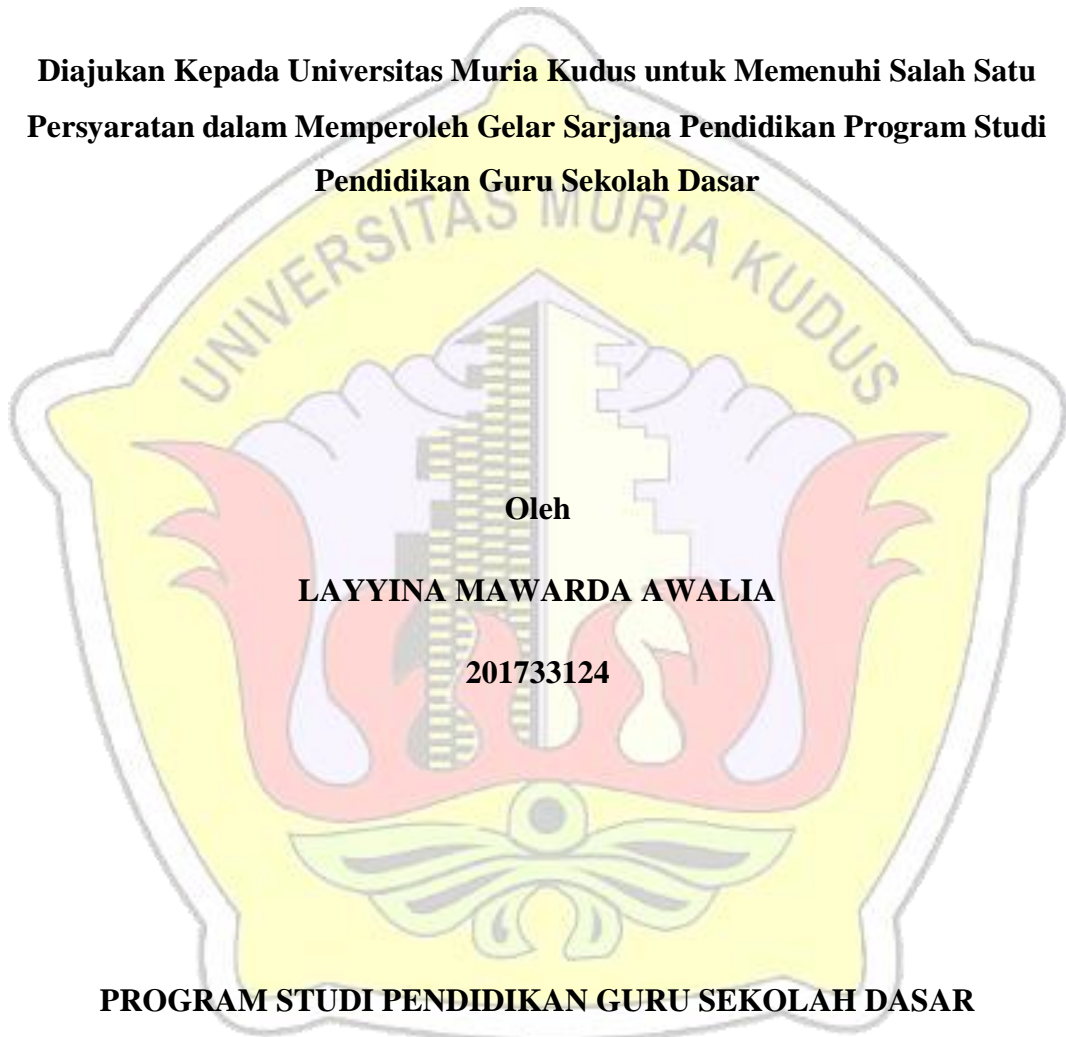 Diajukan Kepada Universitas Muria Kudus untuk Memenuhi Salah Satu
Persyaratan dalam Memperoleh Gelar Sarjana Pendidikan Program Studi
Pendidikan Guru Sekolah Dasar
UNIVERSITAS MURIA KUDUS
Oleh
LAYYINA MAWARDA AWALIA
201733124
PROGRAM STUDI PENDIDIKAN GURU SEKOLAH DASAR